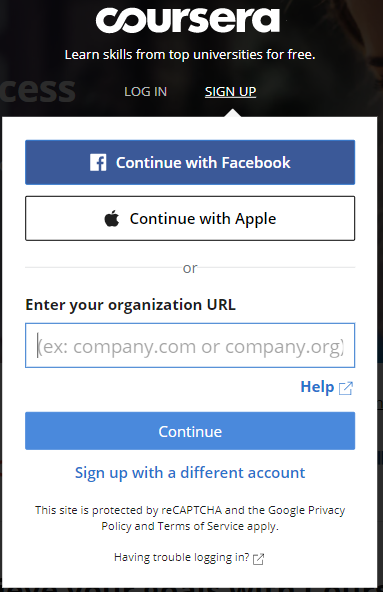 coursera
Learn skills from top universities for free.
cess
LOG IN SIGN UP
Continue with Facebook
Continue with Apple
or
Enter your organization URL
(ex: company.com or company.org)
Help
Continue
Sign up with a different account
This site is protected by reCAPTCHA and the Google Privacy
Policy and Terms of Service apply.
Having trouble logging in?